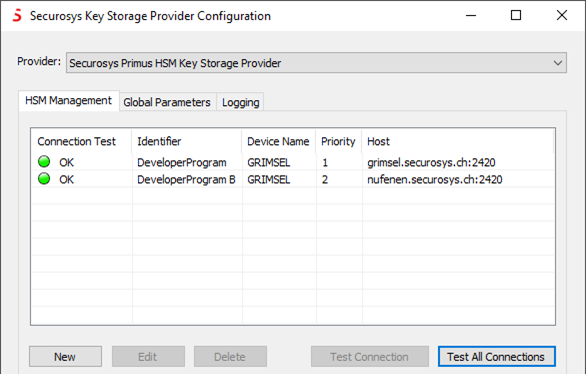 Securosys Key Storage Provider Configuration
Provider: Securosys Primus HSM Key Storage Provider
HSM Management Global Parameters Logging
Connection Test Identifier Device Name Priority Host
OK DeveloperProgram GRIMSEL 1 grimsel.securosys.ch:2420
OK DeveloperProgram B GRIMSEL 2 nufenen.securosys.ch:2420
New Edit Delete Test Connection Test All Connections